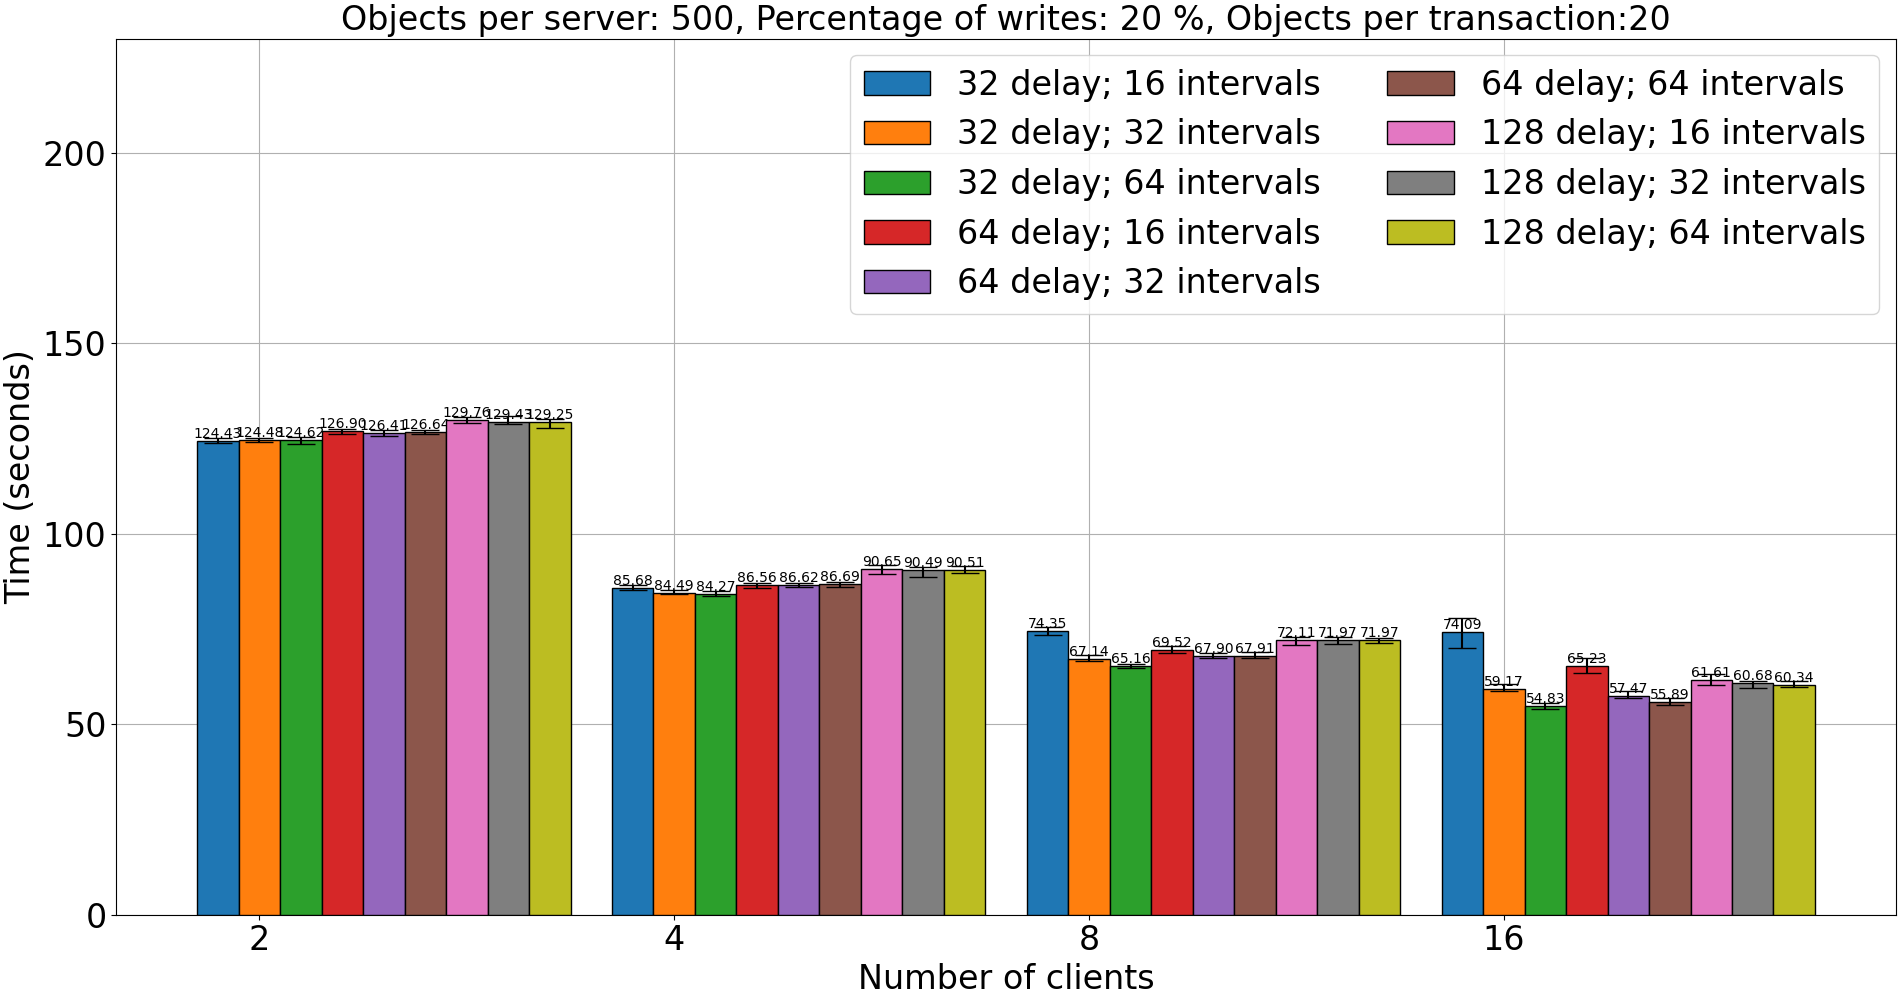 Objects per server: 500, Percentage of writes: 20 %, Objects per transaction:20
32 delay; 16 intervals
32 delay; 32 intervals
32 delay; 64 intervals
64 delay; 16 intervals
64 delay; 32 intervals
64 delay; 64 intervals
128 delay; 16 intervals
128 delay; 32 intervals
128 delay; 64 intervals
Time (seconds)
200
150
100
50
0
124.43 124.48 124.62 126.90 126.41 126.64 129.76 129.43 129.25
85.68 84.49 84.27 86.56 86.62 86.69 90.65 90.49 90.51
74.35 67.14 65.16 69.52 67.90 67.91 72.11 71.97 71.97
74.09 59.17 54.83 65.23 57.47 55.89 61.61 60.68 60.34
2 4 8 16
Number of clients